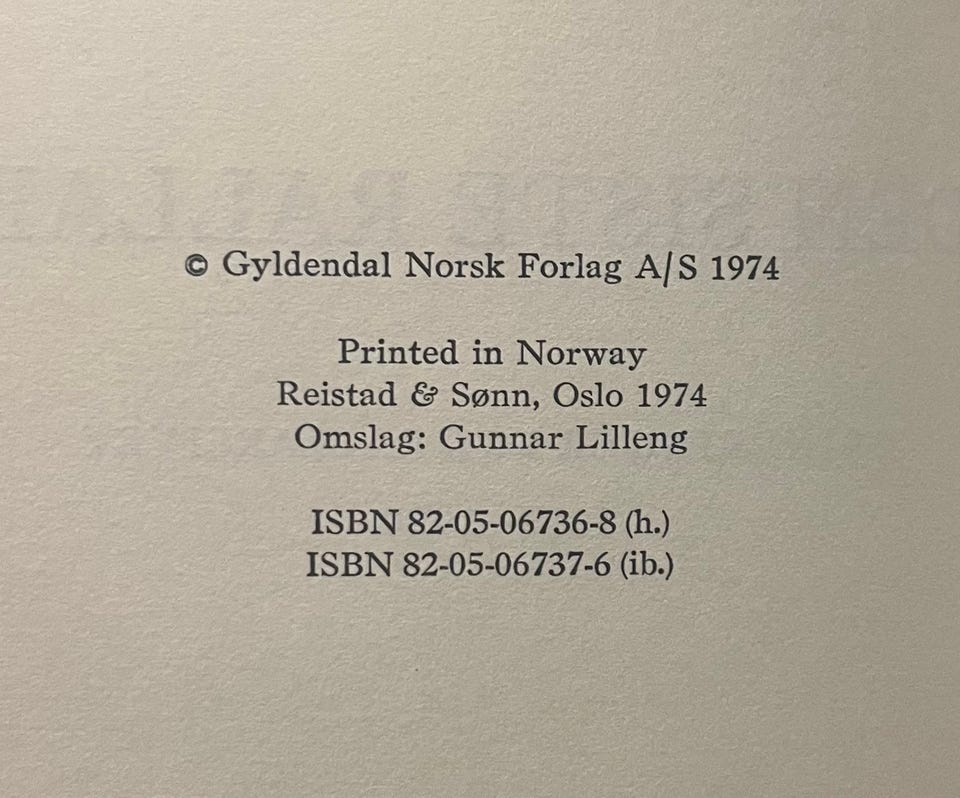 © Gyldendal Norsk Forlag A/S 1974
Printed in Norway
Reistad & Sønn, Oslo 1974
Omslag: Gunnar Lilleng
ISBN 82-05-06736-8 (h.)
ISBN 82-05-06737-6 (ib.)